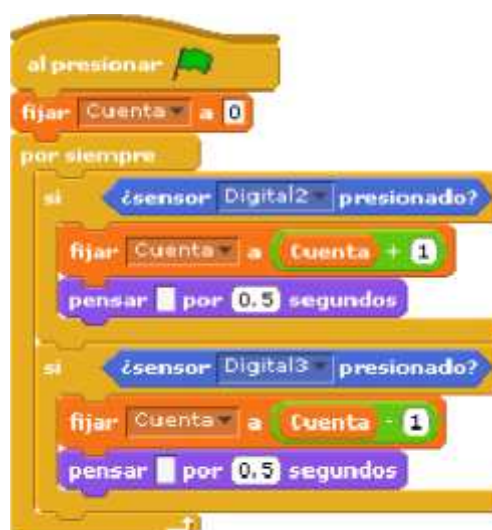 al presionar
fijar Cuenta a 0
por siempre
si ¿sensor Digital2 presionado?
fijar Cuenta a Cuenta + 1
pensar por 0.5 segundos
si ¿sensor Digital3 presionado?
fijar Cuenta a Cuenta - 1
pensar por 0.5 segundos